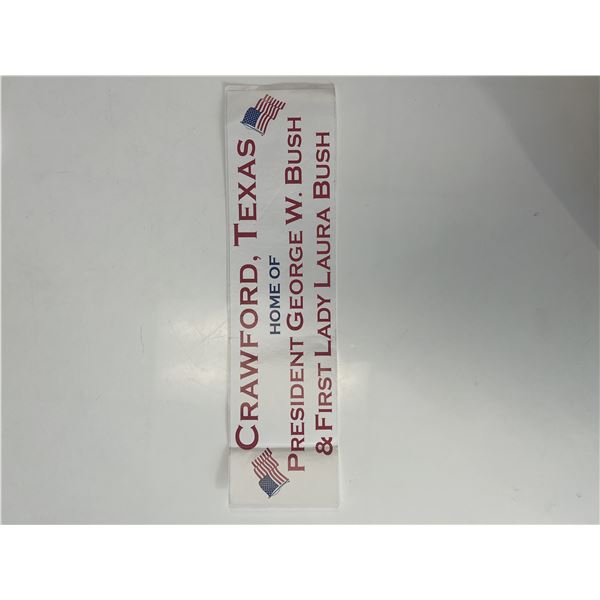 CRAWFORD, TEXAS
HOME OF
PRESIDENT GEORGE W. BUSH
& FIRST LADY LAURA BUSH